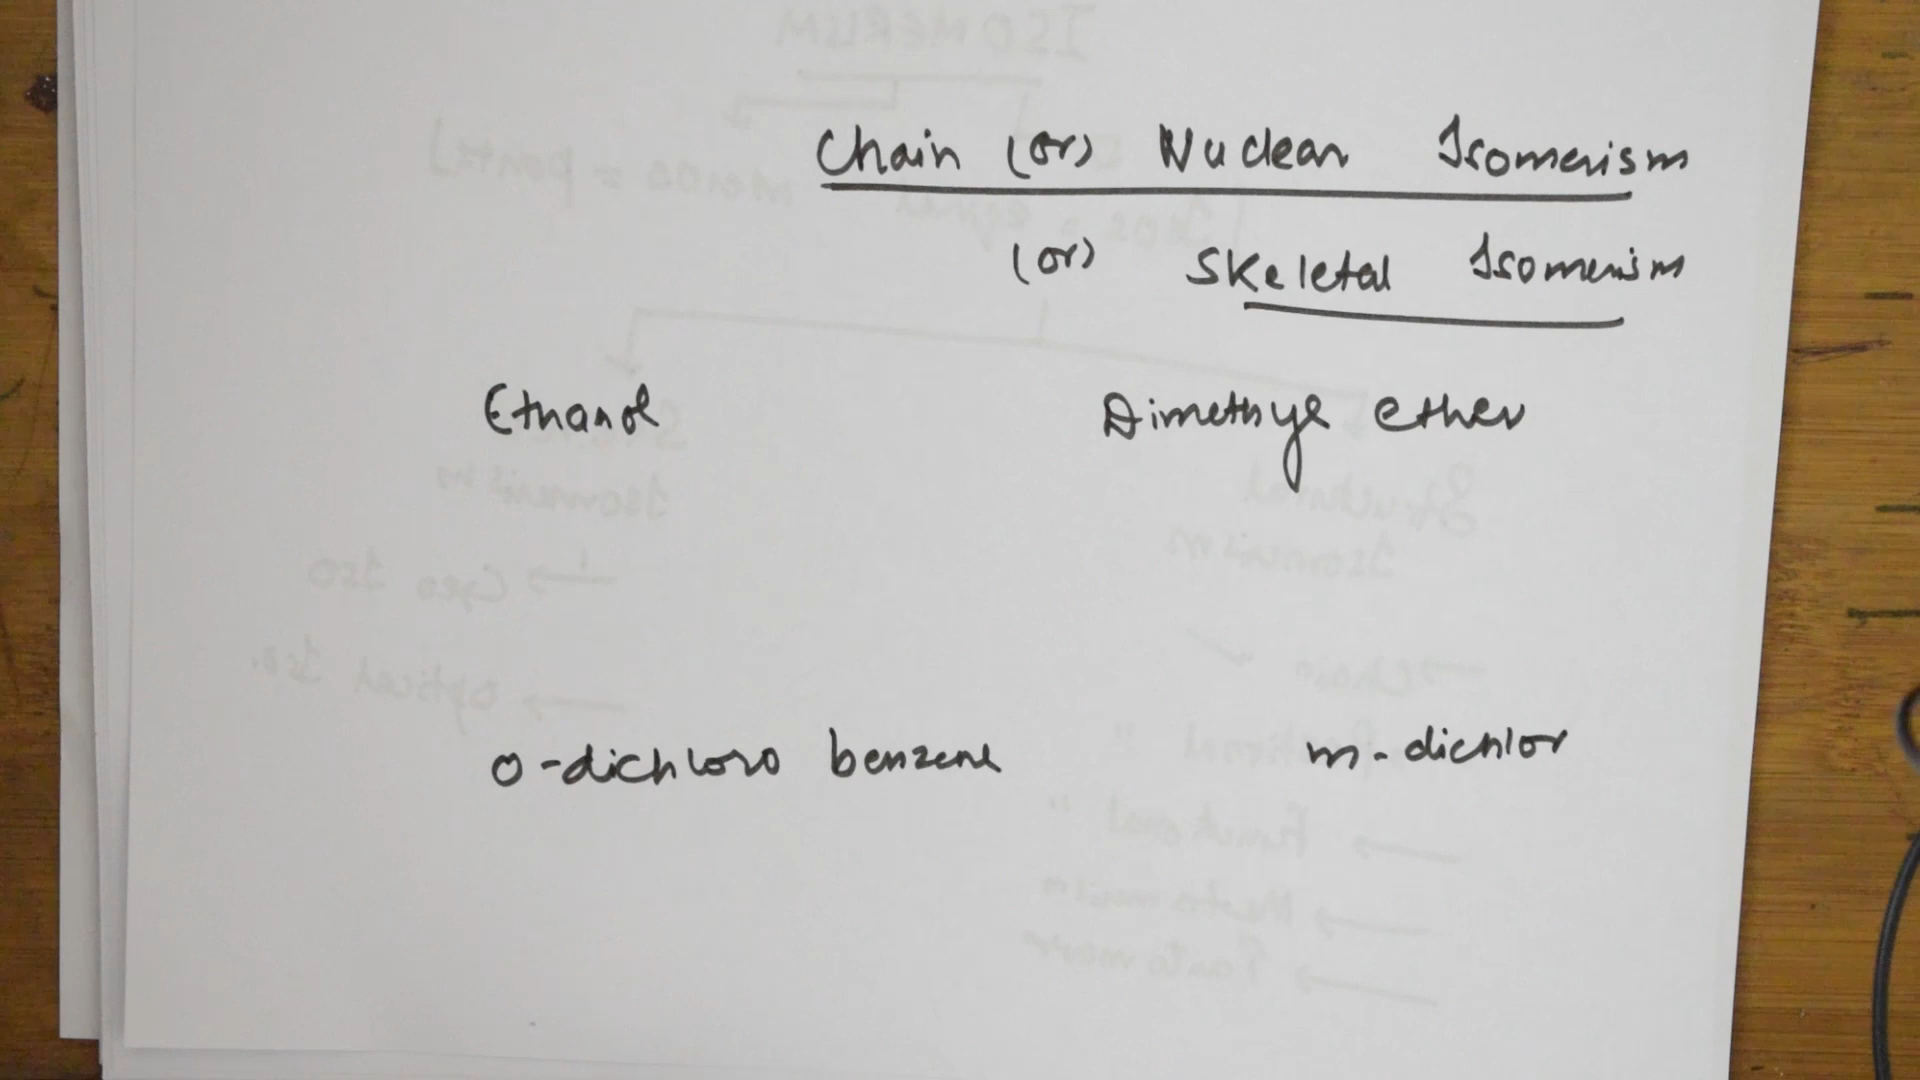 Chain (or) Nuclear Isomerism
(or) Skeletal Isomerism
Ethanol Dimethyl ether
o-dichloro benzene m-dichlor